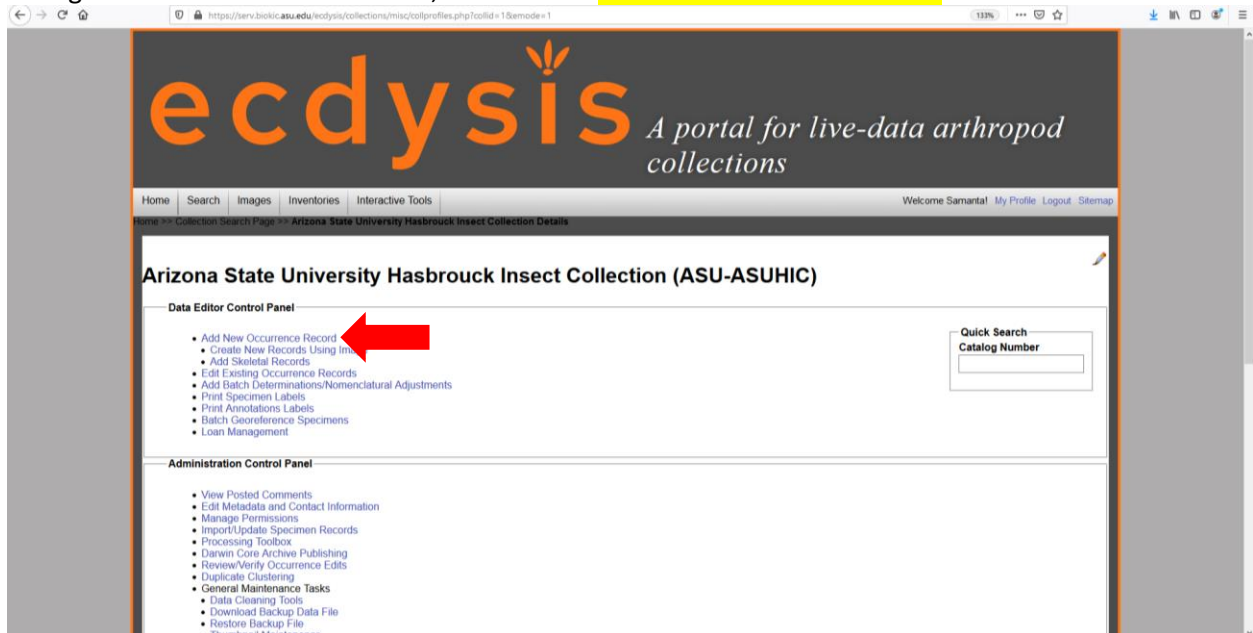 https://serv.biokic.asu.edu/ecdysis/collections/misc/collprofiles.php?collid=1&emode=1
133%
ecdysis
A portal for live-data arthropod
collections
Home Search Images Inventories Interactive Tools
Welcome Samanta! My Profile Logout Sitemap
Home >> Collection Search Page >> Arizona State University Hasbrouck Insect Collection Details
Arizona State University Hasbrouck Insect Collection (ASU-ASUHIC)
Data Editor Control Panel
Add New Occurrence Record
Create New Records Using
Add Skeletal Records
Edit Existing Occurrence Records
Add Batch Determinations/Nomenclatural Adjustments
Print Specimen Labels
Print Annotations Labels
Batch Georeference Specimens
Loan Management
Quick Search
Catalog Number
Administration Control Panel
View Posted Comments
Edit Metadata and Contact Information
Manage Permissions
Import/Update Specimen Records
Processing Toolbox
Darwin Core Archive Publishing
Review/Verify Occurrence Edits
Duplicate Clustering
General Maintenance Tasks
Data Cleaning Tools
Download Backup Data File
Restore Backup File